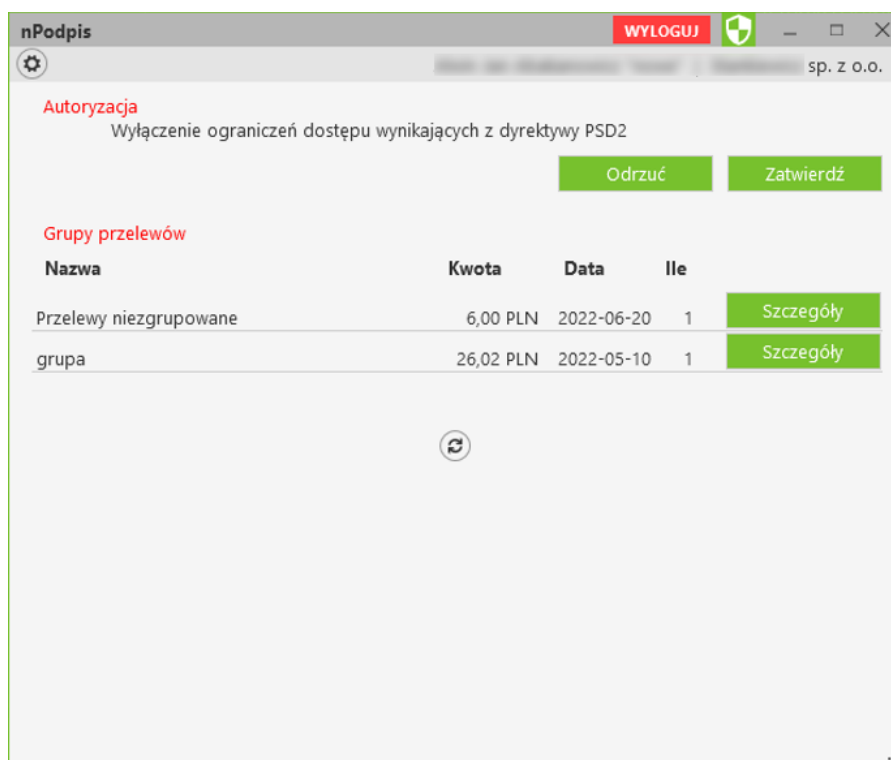 nPodpis WYLOGUJ
sp. z o.o.
Autoryzacja
Wyłączenie ograniczeń dostępu wynikających z dyrektywy PSD2
Odrzuć Zatwierdź
Grupy przelewów
Nazwa Kwota Data Ile
Przelewy niezgrupowane 6,00 PLN 2022-06-20 1 Szczegóły
grupa 26,02 PLN 2022-05-10 1 Szczegóły